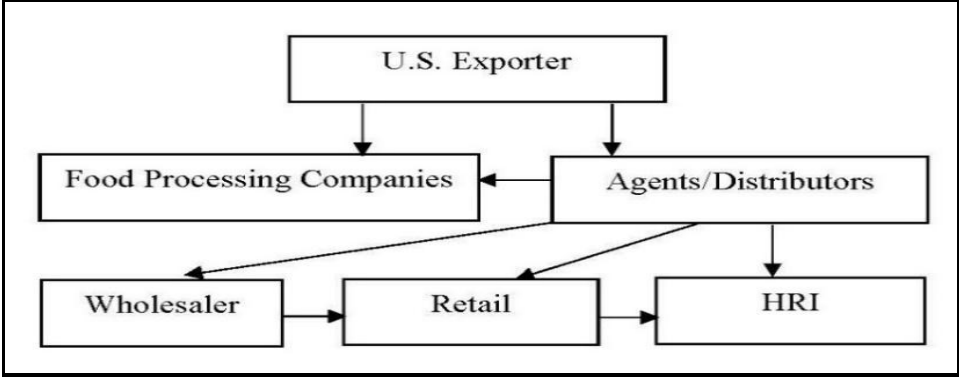 U.S. Exporter
Food Processing Companies
Agents/Distributors
Wholesaler
Retail
HRI